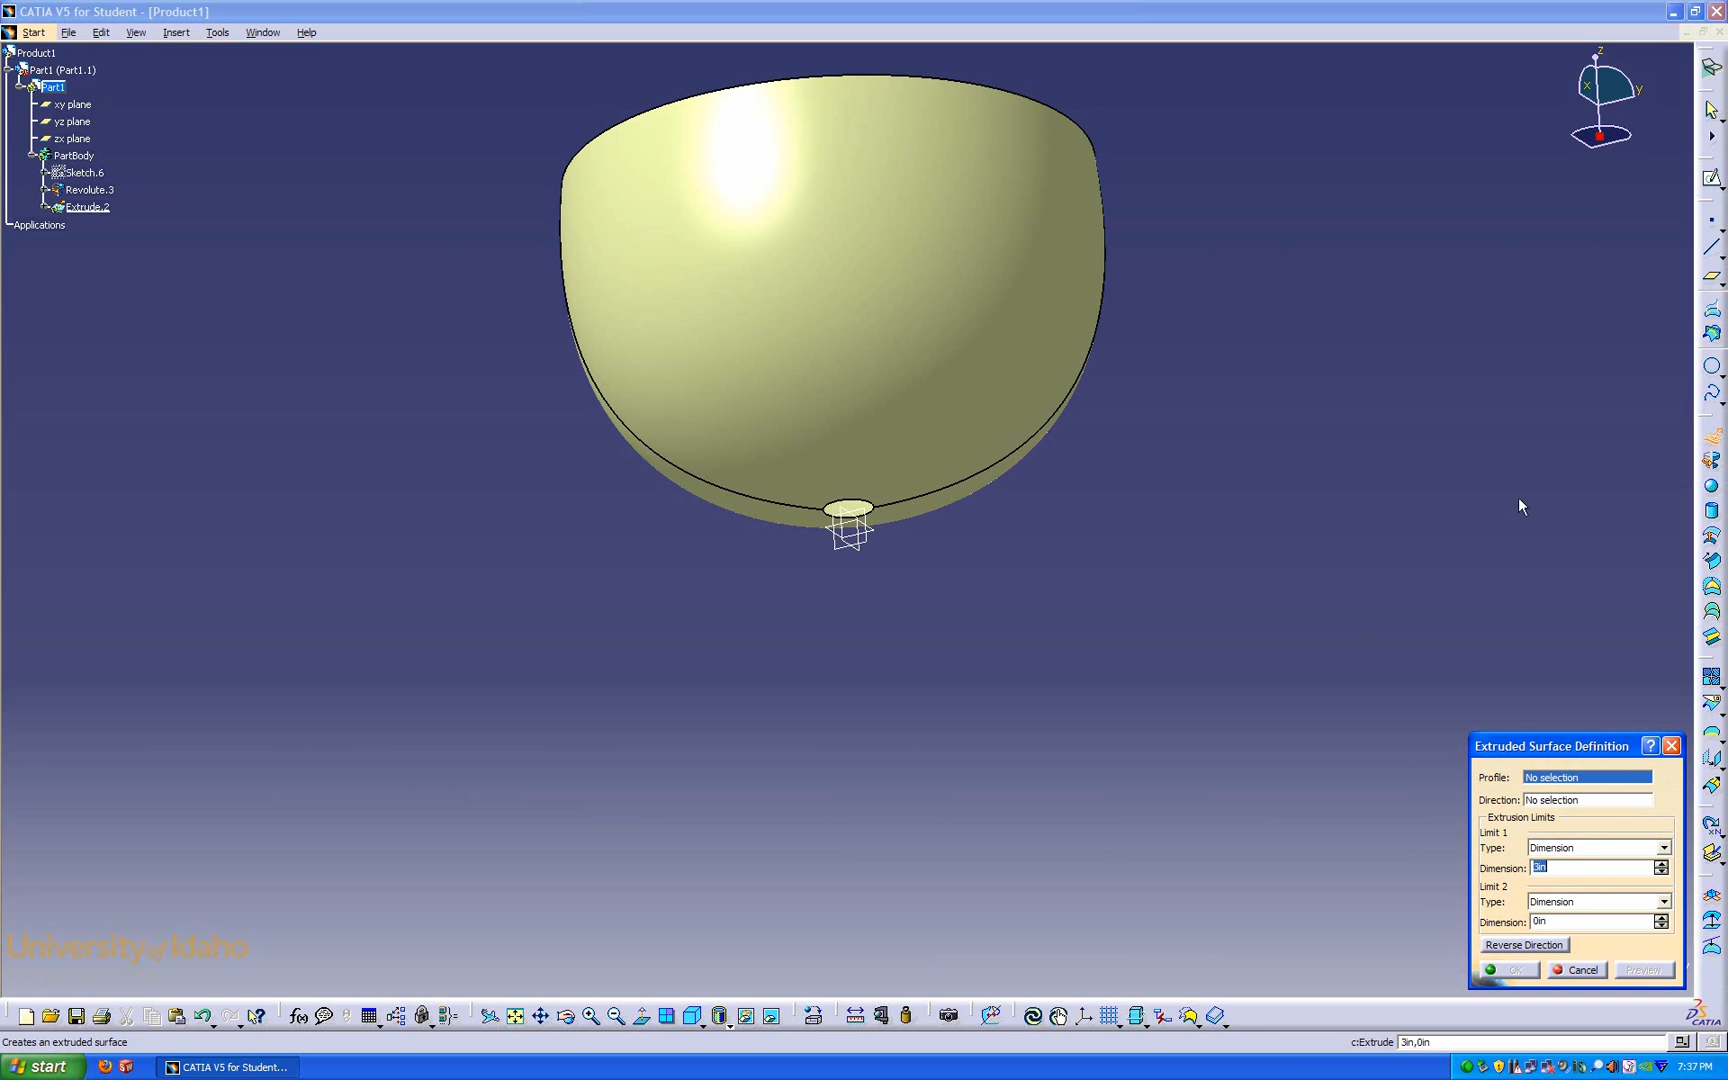 CATIA V5 for Student - [Product1]
Start File Edit View Insert Tools Window Help
Product1
Part1 (Part1.1)
Part1
xy plane
yz plane
zx plane
PartBody
Sketch.6
Revolute.3
Extrude.2
Applications
z
x
y
Extruded Surface Definition
Profile: No selection
Direction: No selection
Extrusion Limits
Limit 1
Type: Dimension
Dimension: 3in
Limit 2
Type: Dimension
Dimension: 0in
Reverse Direction
OK Cancel Preview
University of Idaho
CATIA
Creates an extruded surface
c:Extrude 3in,0in
start
CATIA V5 for Student...
7:37 PM